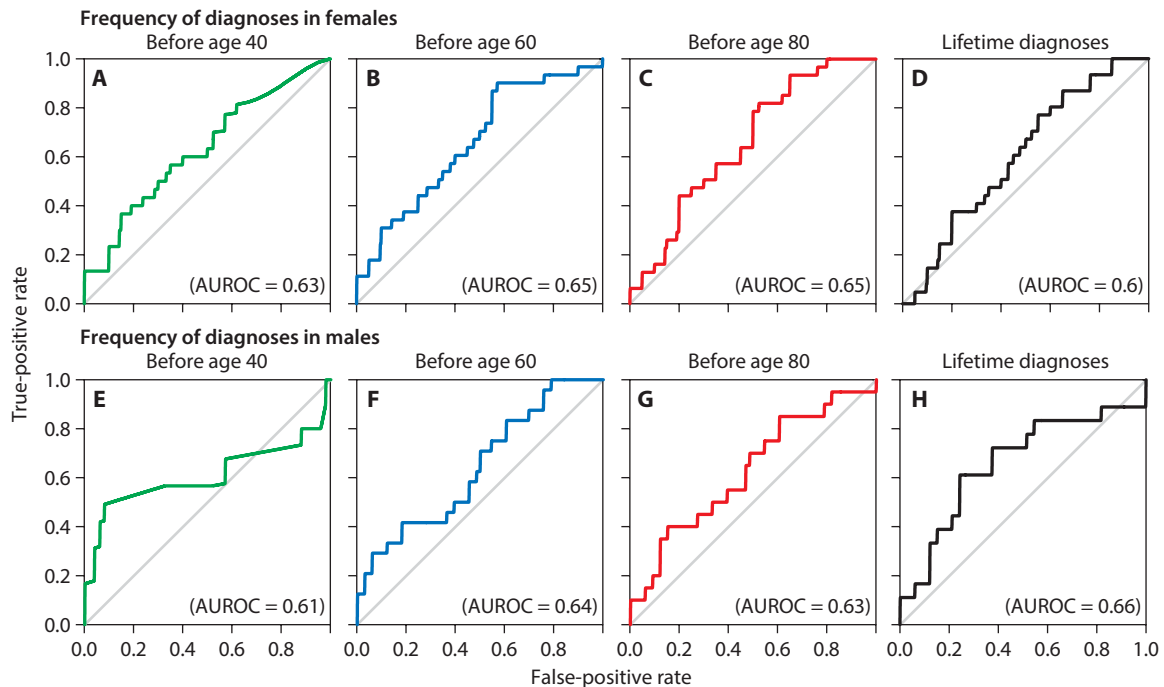 Frequency of diagnoses in females
Before age 40 Before age 60 Before age 80 Lifetime diagnoses
A B C D
1.0
0.8
0.6
0.4
0.2
0.0
(AUROC = 0.63) (AUROC = 0.65) (AUROC = 0.65) (AUROC = 0.6)
True-positive rate
Frequency of diagnoses in males
Before age 40 Before age 60 Before age 80 Lifetime diagnoses
E F G H
1.0
0.8
0.6
0.4
0.2
0.0
(AUROC = 0.61) (AUROC = 0.64) (AUROC = 0.63) (AUROC = 0.66)
0.0 0.2 0.4 0.6 0.8 0.0 0.2 0.4 0.6 0.8 0.0 0.2 0.4 0.6 0.8 0.0 0.2 0.4 0.6 0.8 1.0
False-positive rate